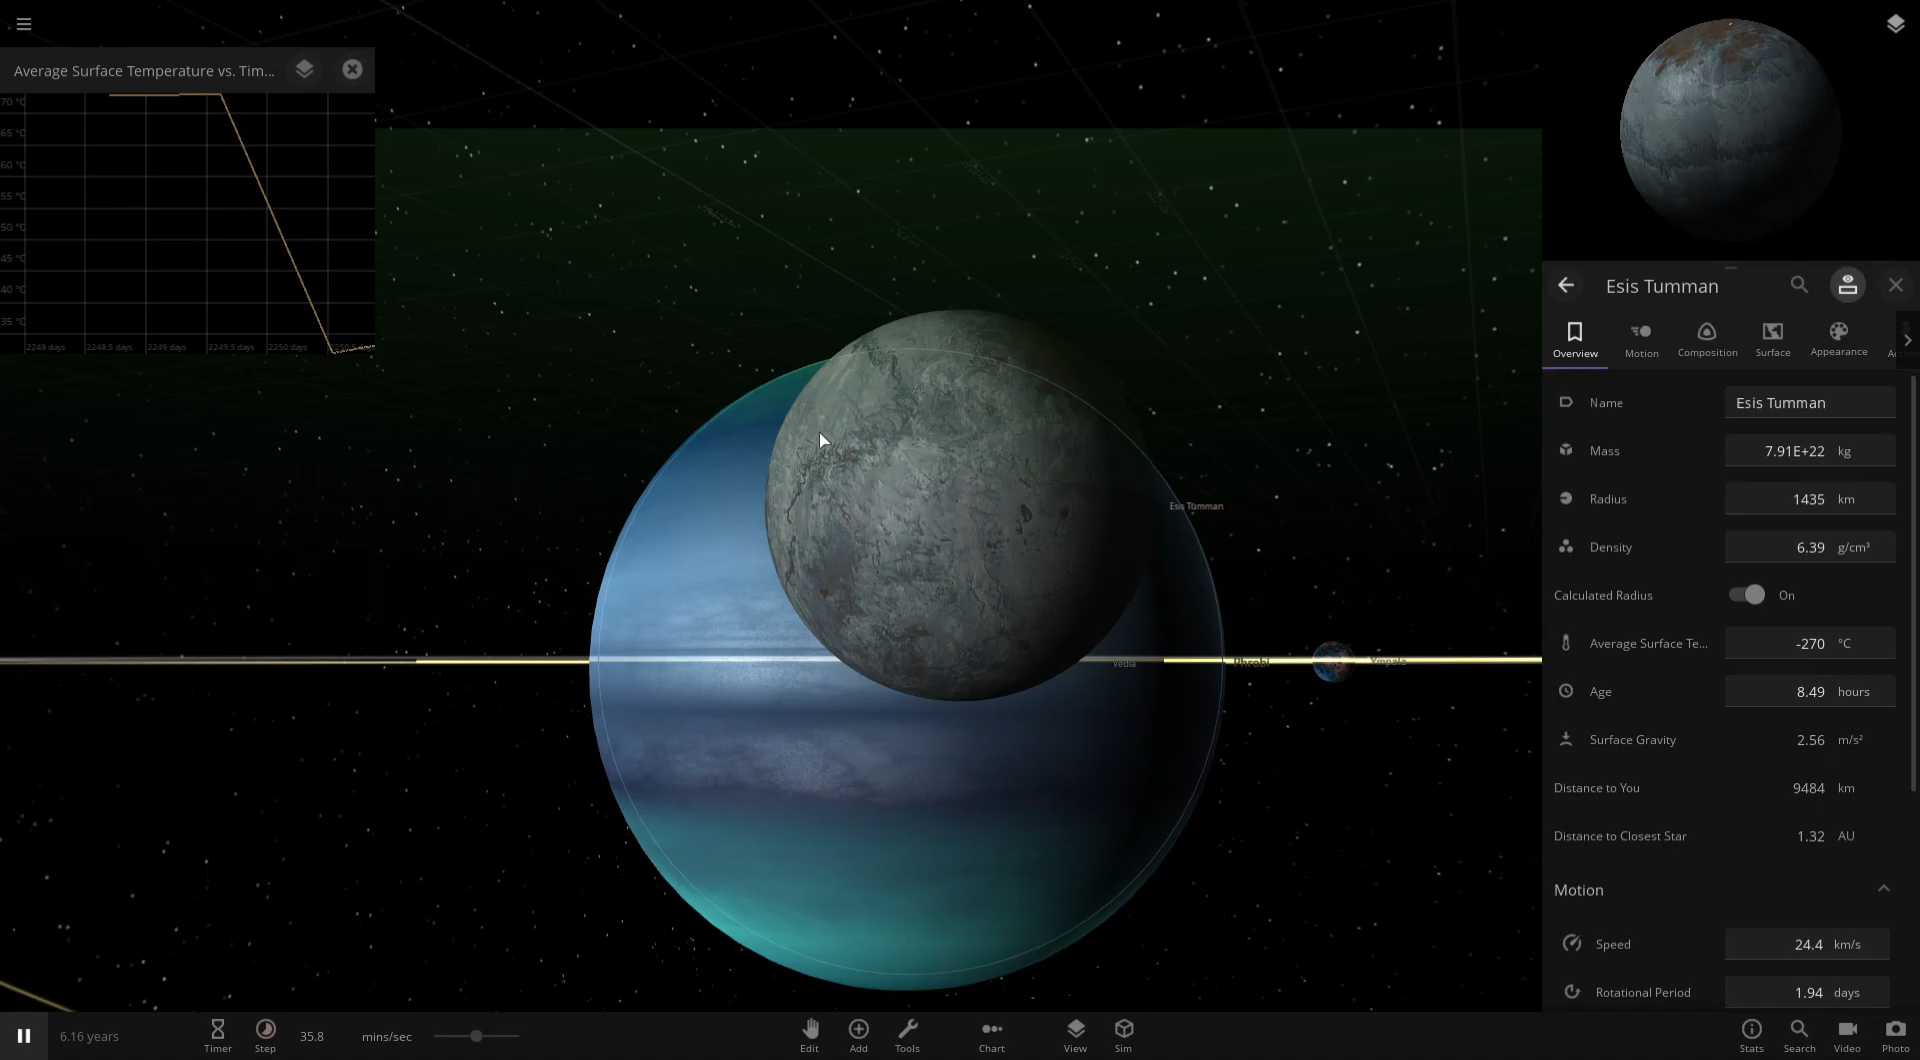 Average Surface Temperature vs. Tim...
70 °C
65 °C
60 °C
55 °C
50 °C
45 °C
40 °C
35 °C
2248 days
2248.5 days
2249 days
2249.5 days
2250 days
Esis Tumman
Vedia
Phrobi
Esis Tumman
Overview
Motion
Composition
Surface
Appearance
Name
Esis Tumman
Mass
7.91E+22 kg
Radius
1435 km
Density
6.39 g/cm³
Calculated Radius
On
Average Surface Te...
-270 °C
Age
8.49 hours
Surface Gravity
2.56 m/s²
Distance to You
9484 km
Distance to Closest Star
1.32 AU
Motion
Speed
24.4 km/s
Rotational Period
1.94 days
6.16 years
Timer
Step
35.8 mins/sec
Edit
Add
Tools
Chart
View
Sim
Stats
Search
Video
Photo